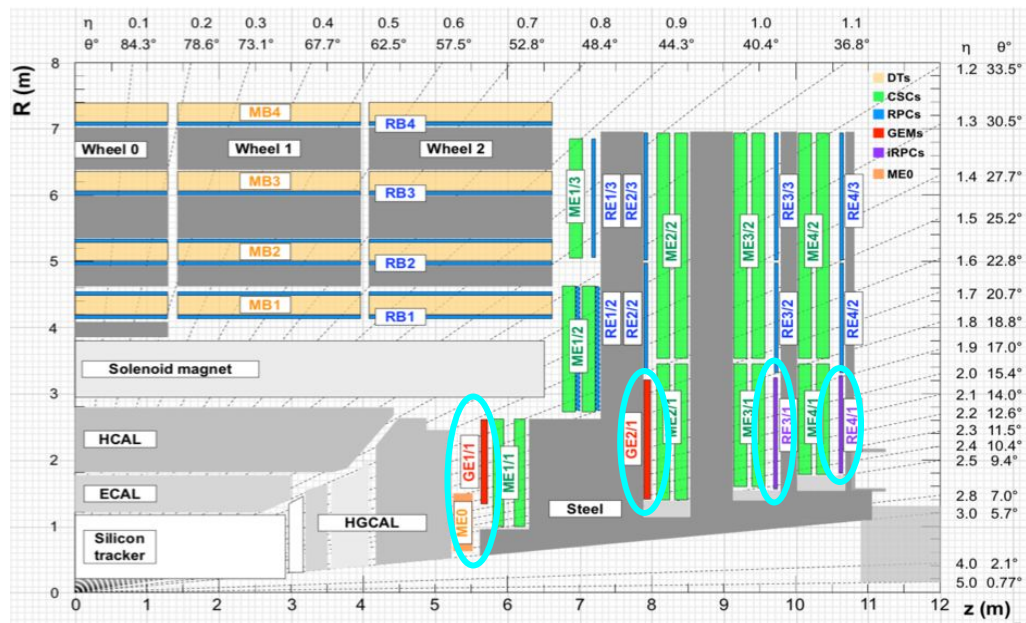 η 0.1 0.2 0.3 0.4 0.5 0.6 0.7 0.8 0.9 1.0 1.1
θ° 84.3° 78.6° 73.1° 67.7° 62.5° 57.5° 52.8° 48.4° 44.3° 40.4° 36.8° η θ°
R (m)
8
7
6
5
4
3
2
1
0
1.2 33.5°
1.3 30.5°
1.4 27.7°
1.5 25.2°
1.6 22.8°
1.7 20.7°
1.8 18.8°
1.9 17.0°
2.0 15.4°
2.1 14.0°
2.2 12.6°
2.3 11.5°
2.4 10.4°
2.5 9.4°
2.8 7.0°
3.0 5.7°
4.0 2.1°
5.0 0.77°
DTs
CSCs
RPCs
GEMs
iRPCs
ME0
MB4
RB4
Wheel 0 Wheel 1 Wheel 2
MB3
RB3
MB2
RB2
MB1
RB1
Solenoid magnet
HCAL
ECAL
HGCAL
Silicon
tracker
Steel
ME1/3
RE1/3
RE2/3
ME2/2
ME3/2
RE3/3
ME4/2
RE4/3
ME1/2
RE1/2
RE2/2
RE3/2
RE4/2
GE1/1
ME0
ME1/1
GE2/1
ME2/1
ME3/1
RE3/1
ME4/1
RE4/1
0 1 2 3 4 5 6 7 8 9 10 11 12
z (m)